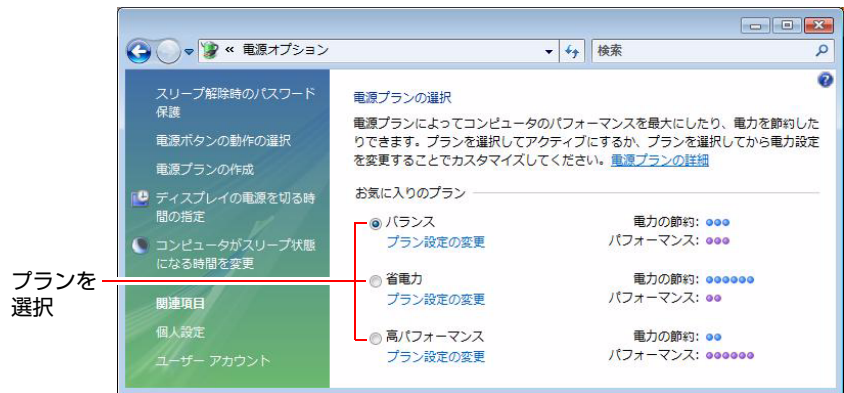 « 電源オプション
検索
スリープ解除時のパスワード
保護
電源ボタンの動作の選択
電源プランの作成
ディスプレイの電源を切る時
間の指定
コンピュータがスリープ状態
になる時間を変更
関連項目
個人設定
ユーザー アカウント
電源プランの選択
電源プランによってコンピュータのパフォーマンスを最大にしたり、電力を節約した
りできます。プランを選択してアクティブにするか、プランを選択してから電力設定
を変更することでカスタマイズしてください。電源プランの詳細
お気に入りのプラン
バランス 電力の節約:
プラン設定の変更 パフォーマンス:
省電力 電力の節約:
プラン設定の変更 パフォーマンス:
高パフォーマンス 電力の節約:
プラン設定の変更 パフォーマンス:
プランを
選択